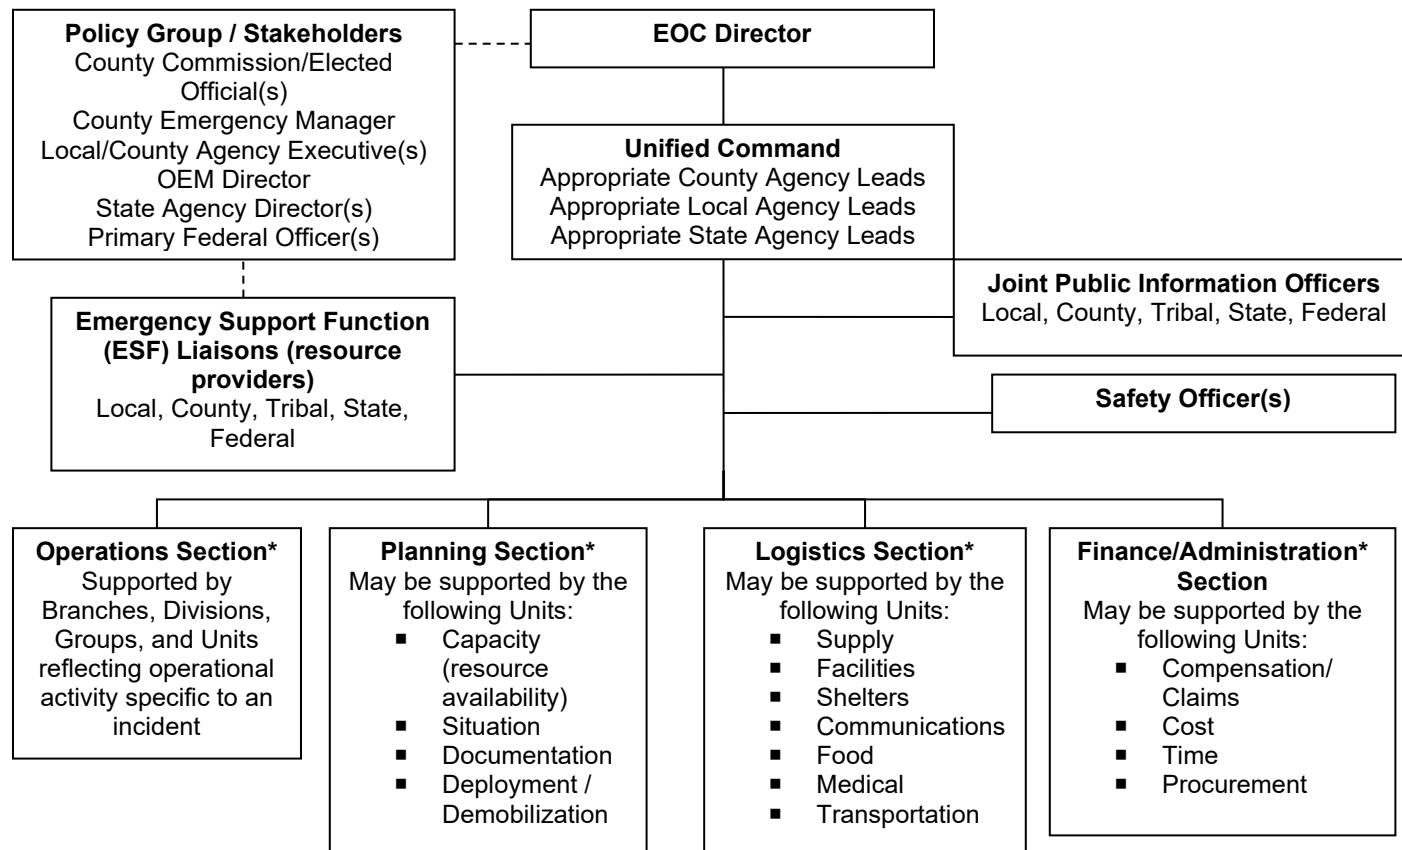 Policy Group / Stakeholders
County Commission/Elected
Official(s)
County Emergency Manager
Local/County Agency Executive(s)
OEM Director
State Agency Director(s)
Primary Federal Officer(s)
EOC Director
Unified Command
Appropriate County Agency Leads
Appropriate Local Agency Leads
Appropriate State Agency Leads
Joint Public Information Officers
Local, County, Tribal, State, Federal
Emergency Support Function
(ESF) Liaisons (resource
providers)
Local, County, Tribal, State,
Federal
Safety Officer(s)
Operations Section*
Supported by
Branches, Divisions,
Groups, and Units
reflecting operational
activity specific to an
incident
Planning Section*
May be supported by the
following Units:
▪ Capacity
(resource
availability)
▪ Situation
▪ Documentation
▪ Deployment /
Demobilization
Logistics Section*
May be supported by the
following Units:
▪ Supply
▪ Facilities
▪ Shelters
▪ Communications
▪ Food
▪ Medical
▪ Transportation
Finance/Administration*
Section
May be supported by the
following Units:
▪ Compensation/
Claims
▪ Cost
▪ Time
▪ Procurement